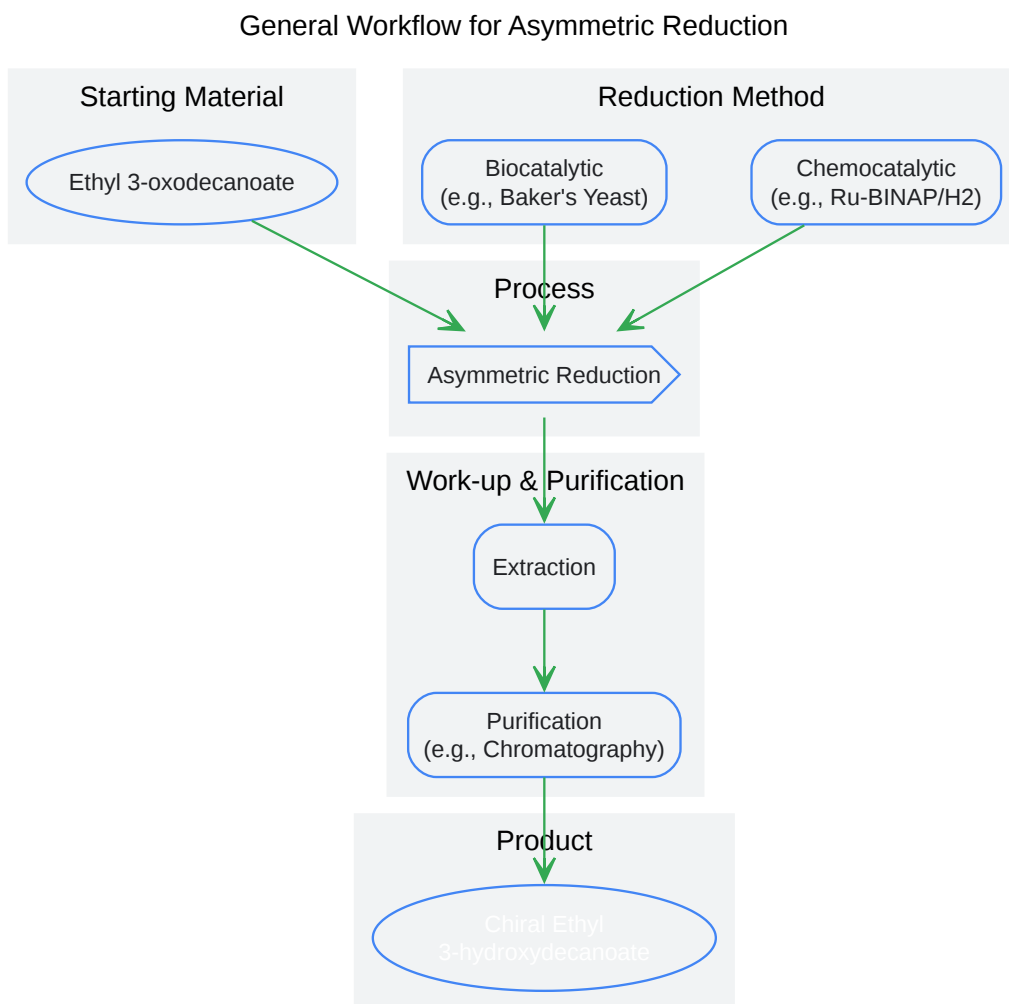 General Workflow for Asymmetric Reduction
Starting Material
Ethyl 3-oxodecanoate
Reduction Method
Biocatalytic
(e.g., Baker's Yeast)
Chemocatalytic
(e.g., Ru-BINAP/H2)
Process
Asymmetric Reduction
Work-up & Purification
Extraction
Purification
(e.g., Chromatography)
Product
Chiral Ethyl
3-hydroxydecanoate